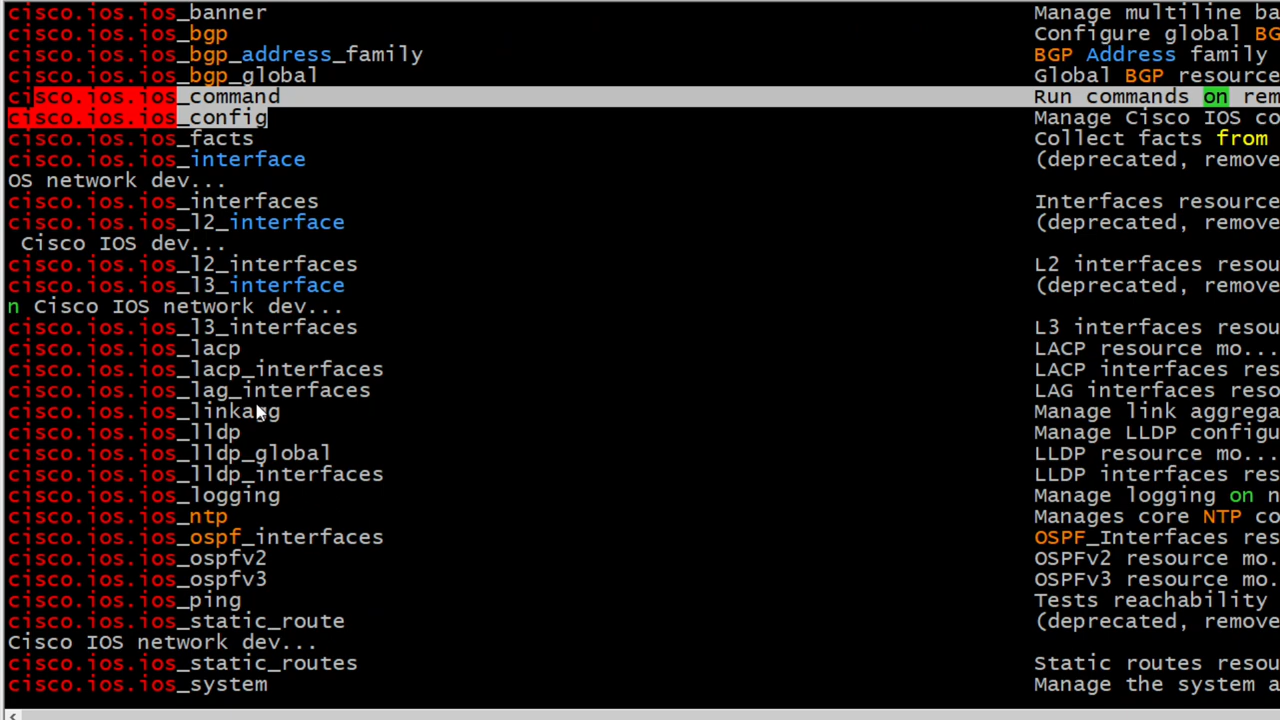 cisco.ios.ios_banner Manage multiline ba
cisco.ios.ios_bgp Configure global BG
cisco.ios.ios_bgp_address_family BGP Address family
cisco.ios.ios_bgp_global Global BGP resource
cisco.ios.ios_command Run commands on rem
cisco.ios.ios_config Manage Cisco IOS co
cisco.ios.ios_facts Collect facts from
cisco.ios.ios_interface (deprecated, remove
OS network dev...
cisco.ios.ios_interfaces Interfaces resource
cisco.ios.ios_l2_interface (deprecated, remove
Cisco IOS dev...
cisco.ios.ios_l2_interfaces L2 interfaces resou
cisco.ios.ios_l3_interface (deprecated, remove
n Cisco IOS network dev...
cisco.ios.ios_l3_interfaces L3 interfaces resou
cisco.ios.ios_lacp LACP resource mo...
cisco.ios.ios_lacp_interfaces LACP interfaces res
cisco.ios.ios_lag_interfaces LAG interfaces reso
cisco.ios.ios_linkagg Manage link aggrega
cisco.ios.ios_lldp Manage LLDP configu
cisco.ios.ios_lldp_global LLDP resource mo...
cisco.ios.ios_lldp_interfaces LLDP interfaces res
cisco.ios.ios_logging Manage logging on n
cisco.ios.ios_ntp Manages core NTP co
cisco.ios.ios_ospf_interfaces OSPF_Interfaces res
cisco.ios.ios_ospfv2 OSPFv2 resource mo...
cisco.ios.ios_ospfv3 OSPFv3 resource mo...
cisco.ios.ios_ping Tests reachability
cisco.ios.ios_static_route (deprecated, remove
Cisco IOS network dev...
cisco.ios.ios_static_routes Static routes resou
cisco.ios.ios_system Manage the system a